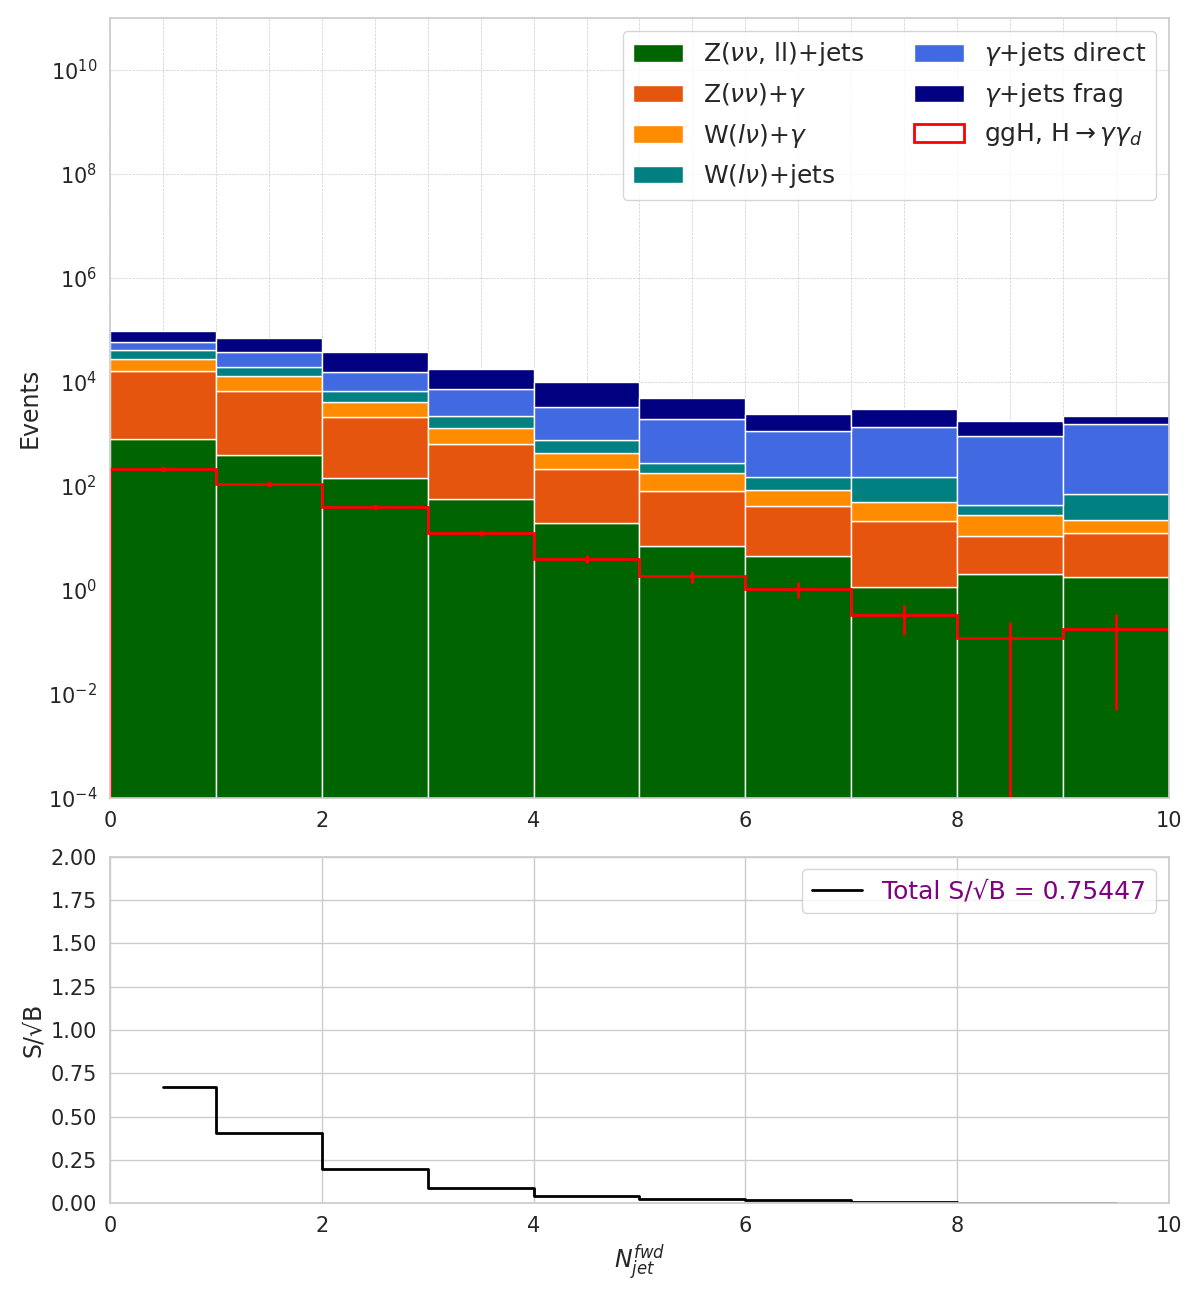 Z(νν, ll)+jets
Z(νν)+γ
W(lν)+γ
W(lν)+jets
γ+jets direct
γ+jets frag
ggH, H→γγ_d
Events
10^10
10^8
10^6
10^4
10^2
10^0
10^−2
10^−4
0 2 4 6 8 10
Total S/√B = 0.75447
S/√B
2.00
1.75
1.50
1.25
1.00
0.75
0.50
0.25
0.00
0 2 4 6 8 10
N_jet^fwd